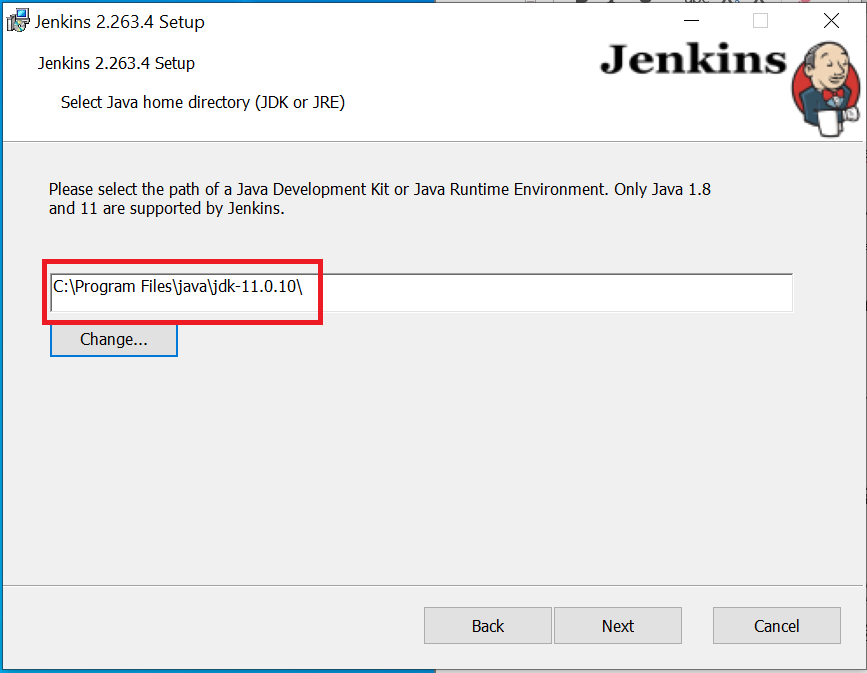 Jenkins 2.263.4 Setup
Jenkins 2.263.4 Setup
Jenkins
Select Java home directory (JDK or JRE)
Please select the path of a Java Development Kit or Java Runtime Environment. Only Java 1.8
and 11 are supported by Jenkins.
C:\Program Files\java\jdk-11.0.10\
Change...
Back
Next
Cancel